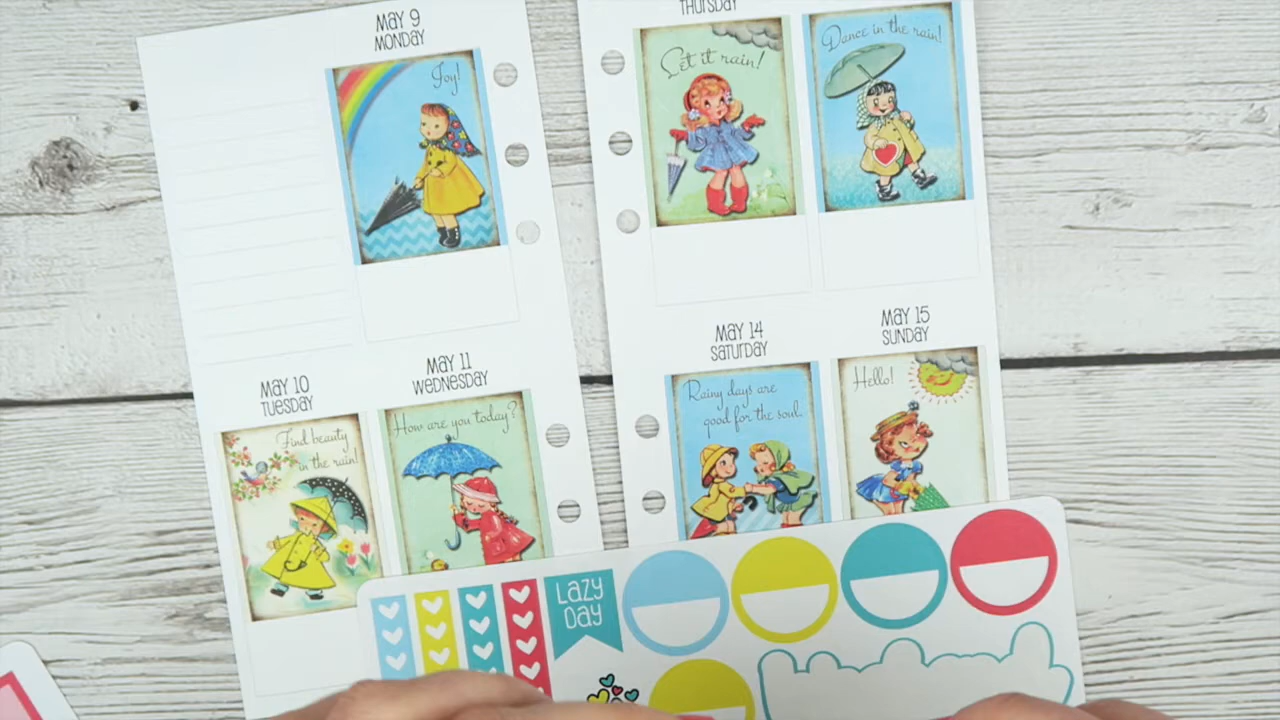 MAY 9
MONDAY
Joy!
MAY 10
TUESDAY
Find beauty
in the rain!
MAY 11
WEDNESDAY
How are you today?
THURSDAY
Let it rain!
Dance in the rain!
MAY 14
SATURDAY
Rainy days are
good for the soul.
MAY 15
SUNDAY
Hello!
LAZY
DAY